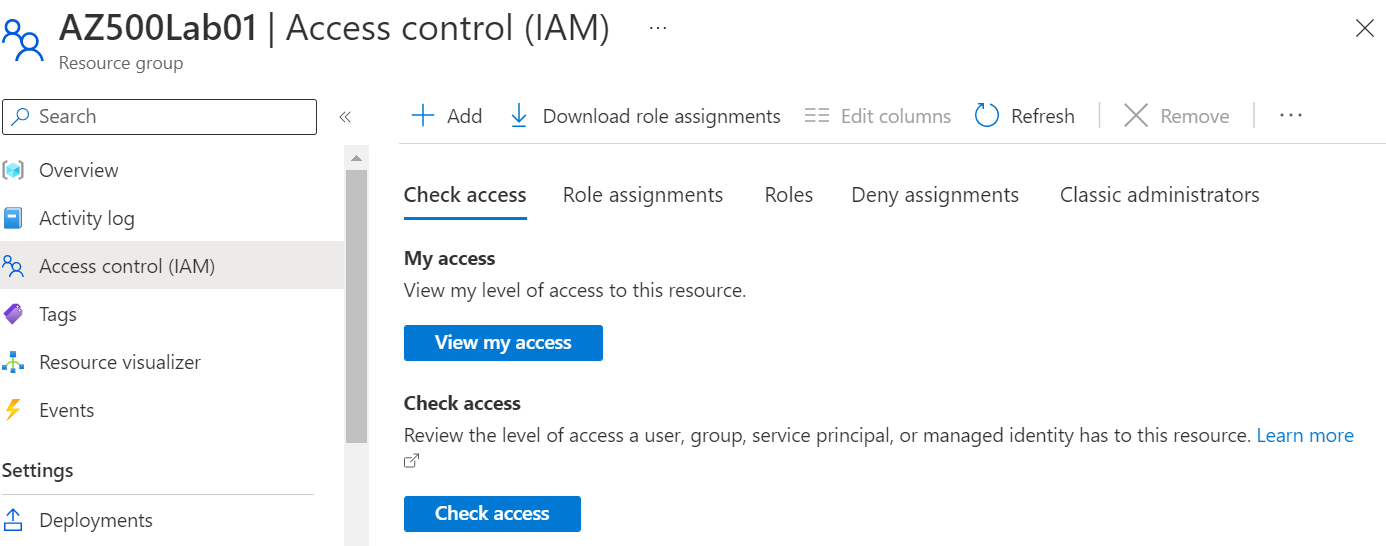 AZ500Lab01 | Access control (IAM) ...
Resource group
Search
«
Overview
Activity log
Access control (IAM)
Tags
Resource visualizer
Events
Settings
Deployments
Add
Download role assignments
Edit columns
Refresh
Remove
...
Check access
Role assignments
Roles
Deny assignments
Classic administrators
My access
View my level of access to this resource.
View my access
Check access
Review the level of access a user, group, service principal, or managed identity has to this resource. Learn more
Check access